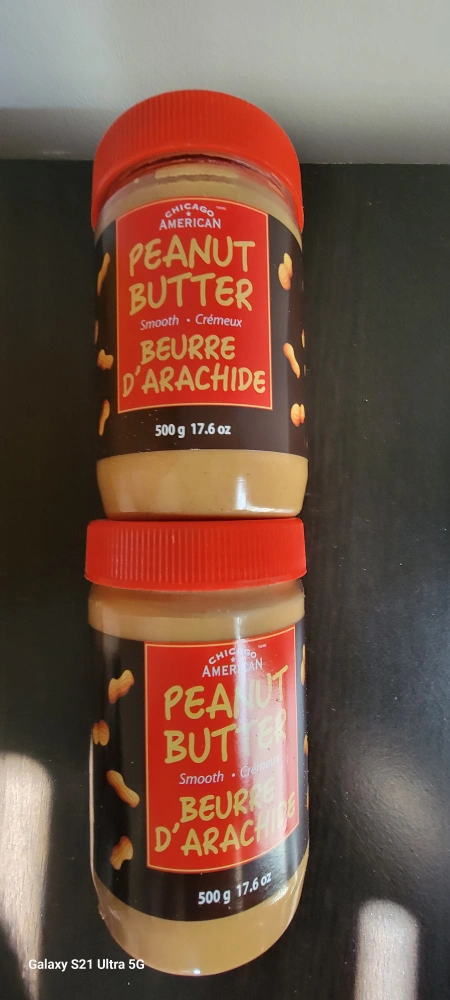 CHICAGO
AMERICAN
PEANUT
BUTTER
Smooth • Crémeux
BEURRE
D'ARACHIDE
500 g 17.6 oz
CHICAGO
AMERICAN
PEANUT
BUTTER
Smooth • Crémeux
BEURRE
D'ARACHIDE
500 g 17.6 oz
Galaxy S21 Ultra 5G